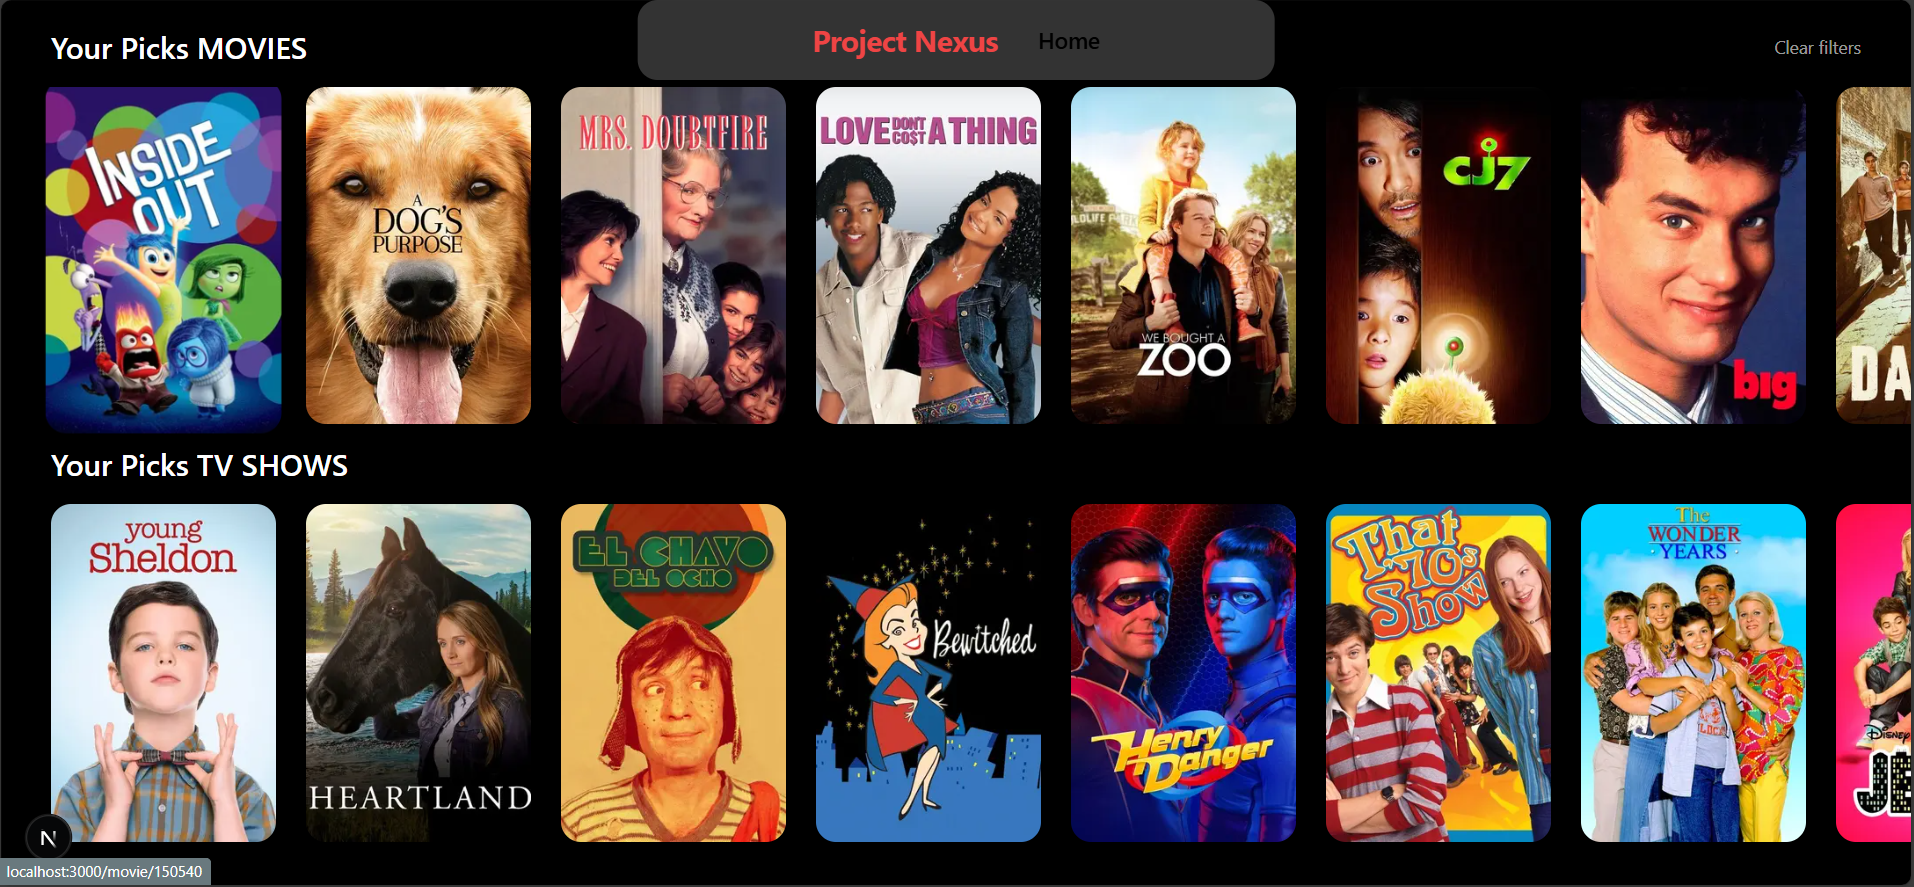 Project Nexus Home
Your Picks MOVIES
Clear filters
INSIDE
OUT
A
DOG'S
PURPOSE
MRS. DOUBTFIRE
LOVE DON'T CO$T A THING
WE BOUGHT A
ZOO
CJ7
big
DA
Your Picks TV SHOWS
young
Sheldon
HEARTLAND
EL CHAVO
DEL OCHO
Bewitched
Henry
Danger
That
'70s
Show
The
WONDER
YEARS
Disney
JE
N
localhost:3000/movie/150540